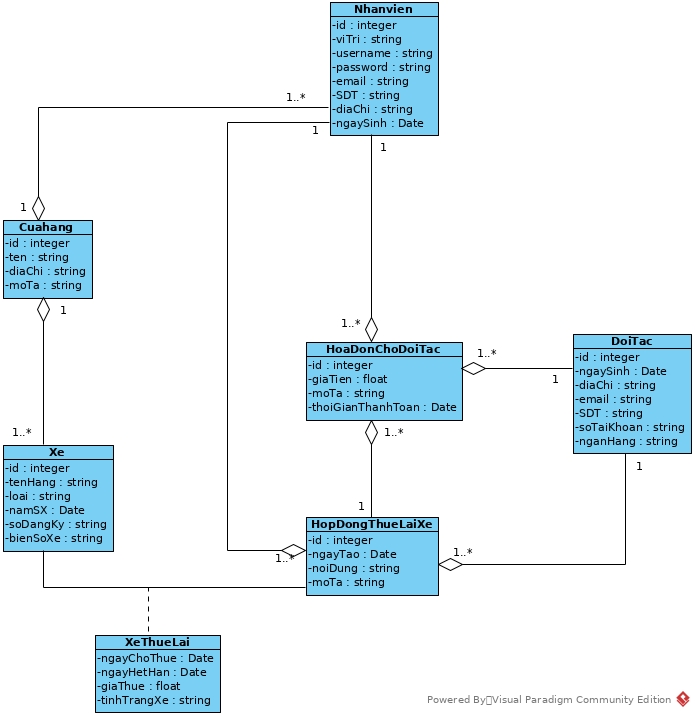 Nhanvien
-id : integer
-viTri : string
-username : string
-password : string
-email : string
-SDT : string
-diaChi : string
-ngaySinh : Date
1..*
1
1
1
Cuahang
-id : integer
-ten : string
-diaChi : string
-moTa : string
1
1..*
1..*
HoaDonChoDoiTac
-id : integer
-giaTien : float
-moTa : string
-thoiGianThanhToan : Date
1..*
1
1..*
DoiTac
-id : integer
-ngaySinh : Date
-diaChi : string
-email : string
-SDT : string
-soTaiKhoan : string
-nganHang : string
1
Xe
-id : integer
-tenHang : string
-loai : string
-namSX : Date
-soDangKy : string
-bienSoXe : string
1
HopDongThueLaiXe
-id : integer
-ngayTao : Date
-noiDung : string
-moTa : string
1..*
1..*
XeThueLai
-ngayChoThue : Date
-ngayHetHan : Date
-giaThue : float
-tinhTrangXe : string
Powered By Visual Paradigm Community Edition